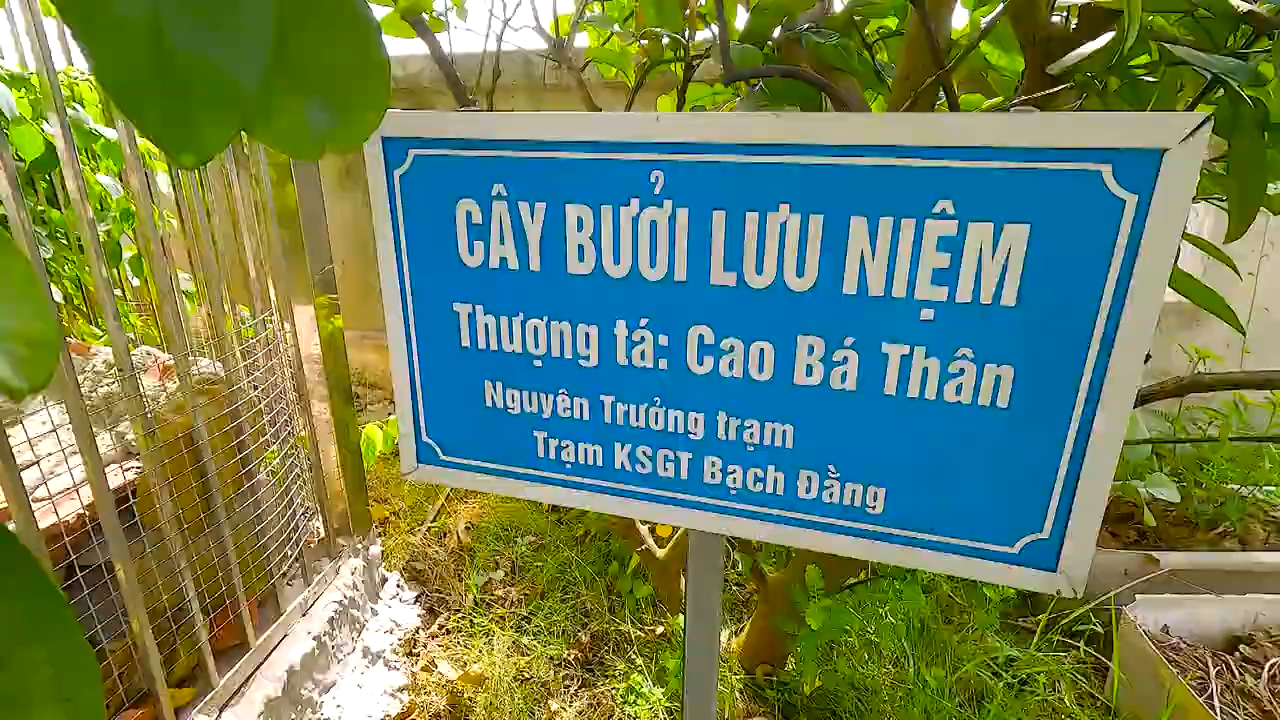 CÂY BƯỞI LƯU NIỆM
Thượng tá: Cao Bá Thân
Nguyên Trưởng trạm
Trạm KSGT Bạch Đằng